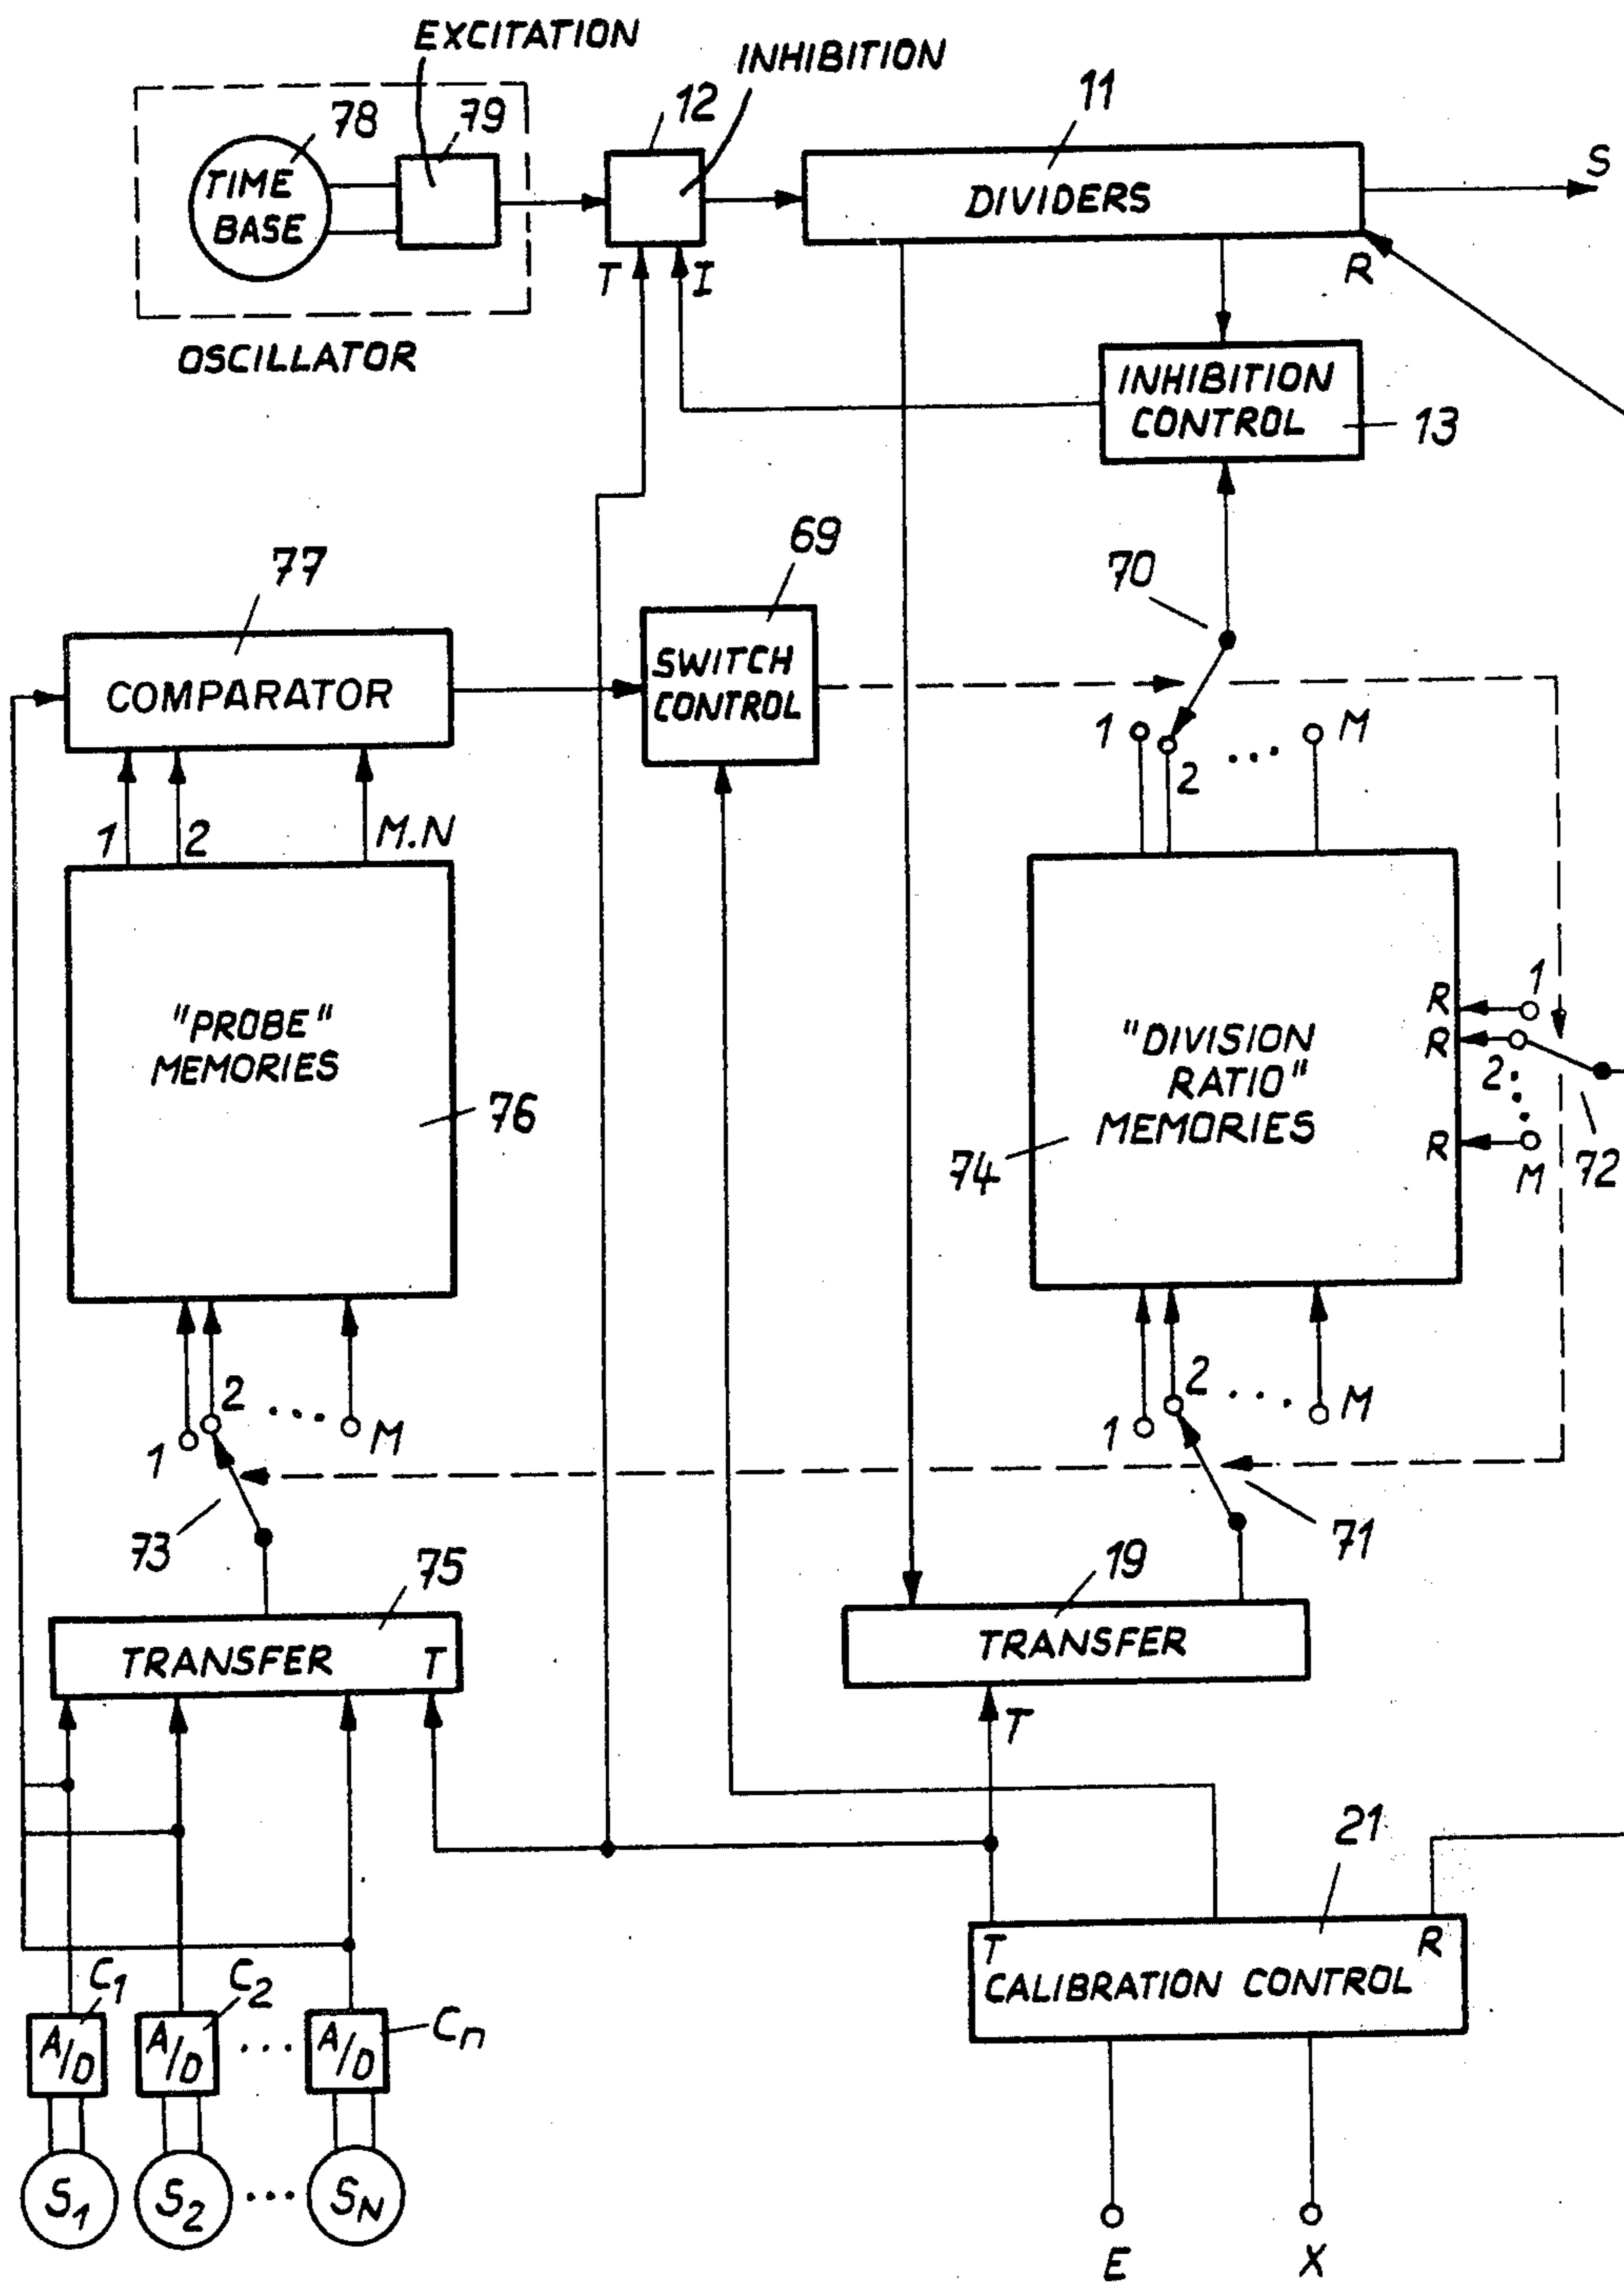 EXCITATION
INHIBITION
78
79
12
11
TIME
BASE
DIVIDERS
S
T
I
R
OSCILLATOR
INHIBITION
CONTROL
13
77
69
70
COMPARATOR
SWITCH
CONTROL
1
2
...
M
1
2
M.N
"PROBE"
MEMORIES
76
"DIVISION
RATIO"
MEMORIES
74
R
1
R
2
...
R
M
72
1
2
...
M
73
1
2
...
M
71
75
TRANSFER
T
19
TRANSFER
T
21
T
R
CALIBRATION CONTROL
C1
C2
Cn
A/D
A/D
...
A/D
S1
S2
...
SN
E
X